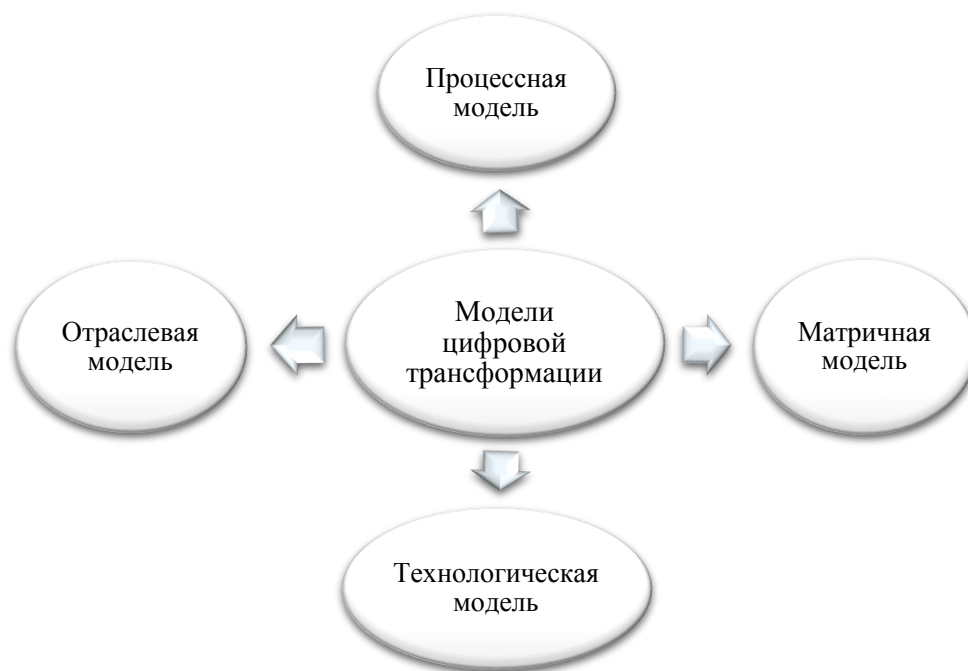 Процессная
модель
Модели
цифровой
трансформации
Отраслевая
модель
Матричная
модель
Технологическая
модель